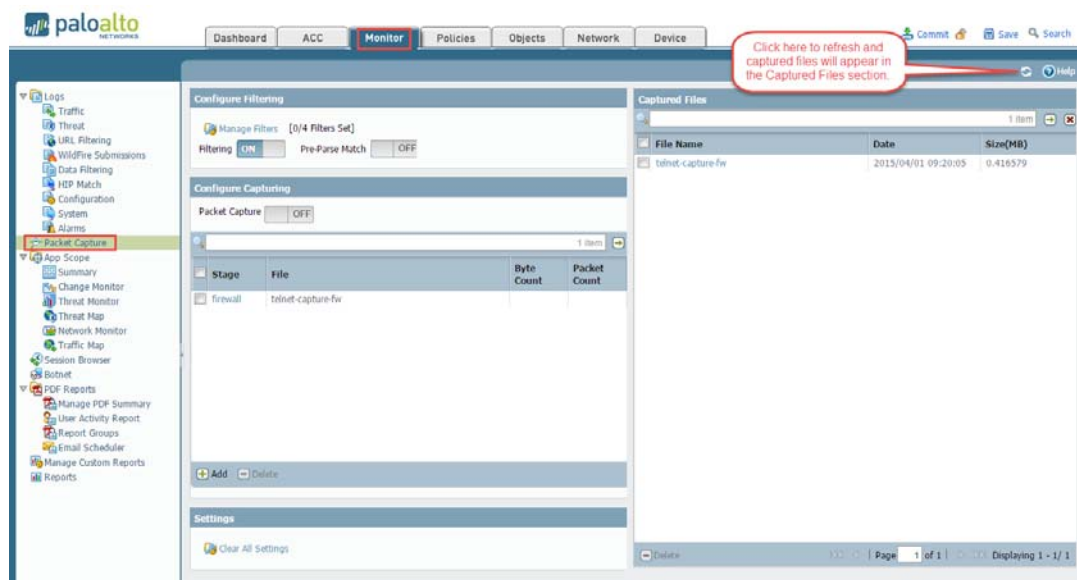 paloalto
NETWORKS
Dashboard ACC Monitor Policies Objects Network Device
Commit Save Search
Click here to refresh and
captured files will appear in
the Captured Files section.
Help
Logs
Traffic
Threat
URL Filtering
WildFire Submissions
Data Filtering
HIP Match
Configuration
System
Alarms
Packet Capture
App Scope
Summary
Change Monitor
Threat Monitor
Threat Map
Network Monitor
Traffic Map
Session Browser
Botnet
PDF Reports
Manage PDF Summary
User Activity Report
Report Groups
Email Scheduler
Manage Custom Reports
Reports
Configure Filtering
Manage Filters [0/4 Filters Set]
Filtering ON Pre-Parse Match OFF
Configure Capturing
Packet Capture OFF
1 item
Stage File Byte Count Packet Count
firewall telnet-capture-fw
Add Delete
Settings
Clear All Settings
Captured Files
1 item
File Name Date Size(MB)
telnet-capture-fw 2015/04/01 09:20:05 0.416579
Delete Page 1 of 1 Displaying 1 - 1/ 1